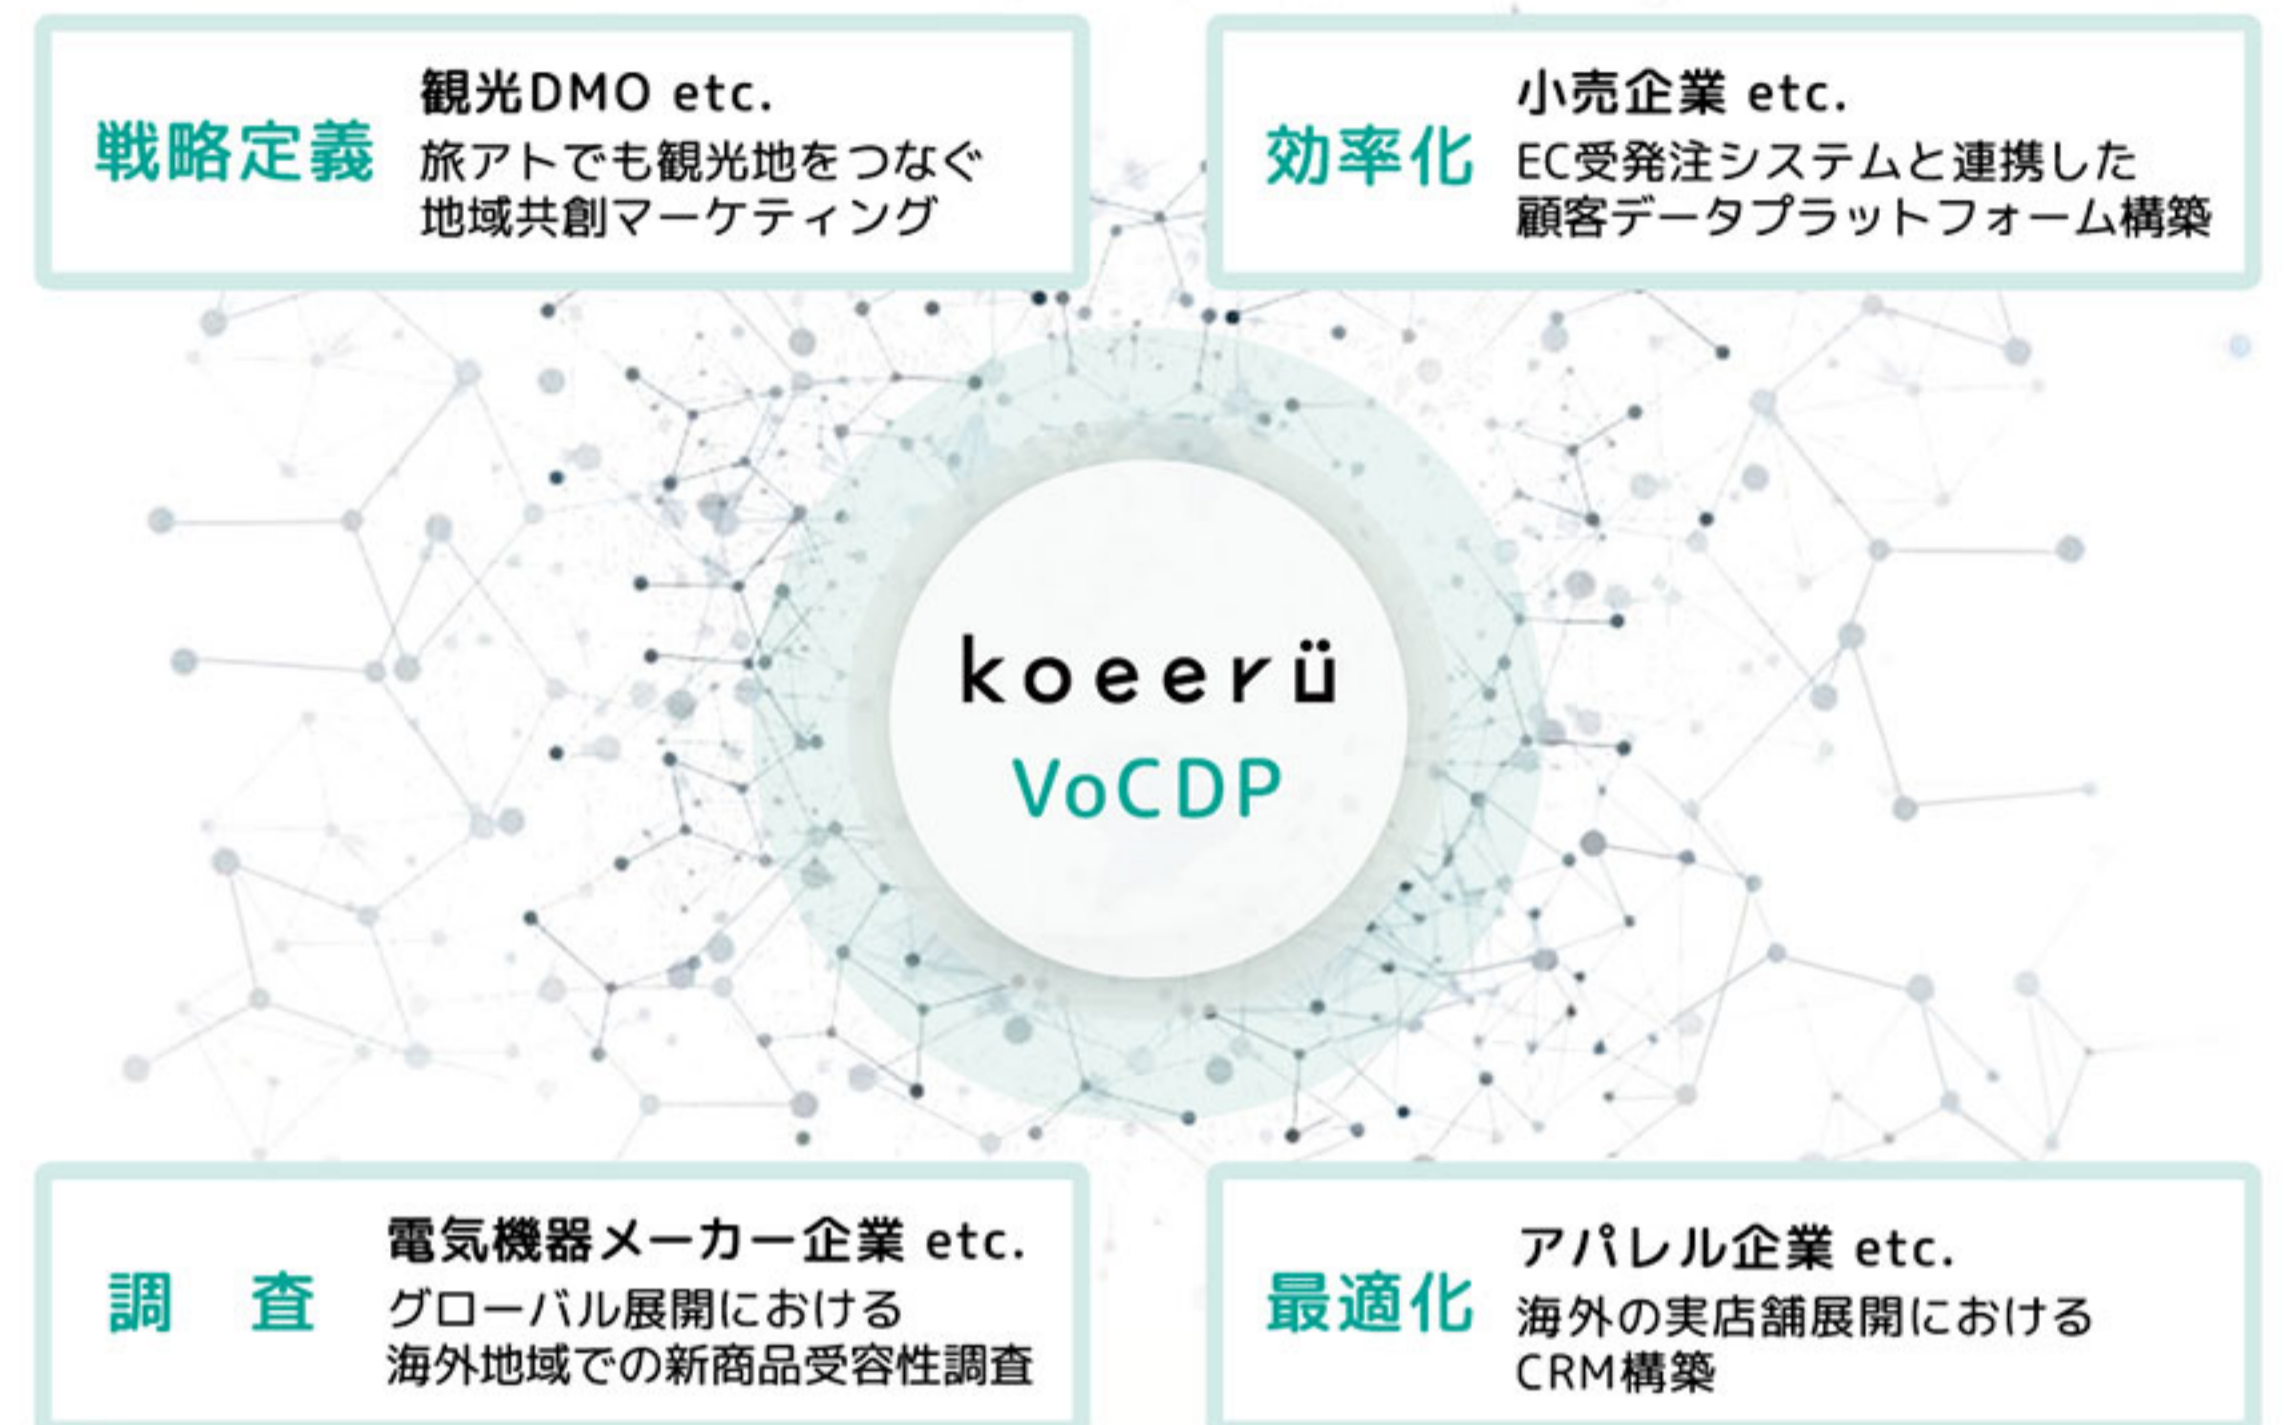 戦略定義
観光DMO etc.
旅アトでも観光地をつなぐ
地域共創マーケティング
効率化
小売企業 etc.
EC受発注システムと連携した
顧客データプラットフォーム構築
koeerü
VoCDP
調　査
電気機器メーカー企業 etc.
グローバル展開における
海外地域での新商品受容性調査
最適化
アパレル企業 etc.
海外の実店舗展開における
CRM構築